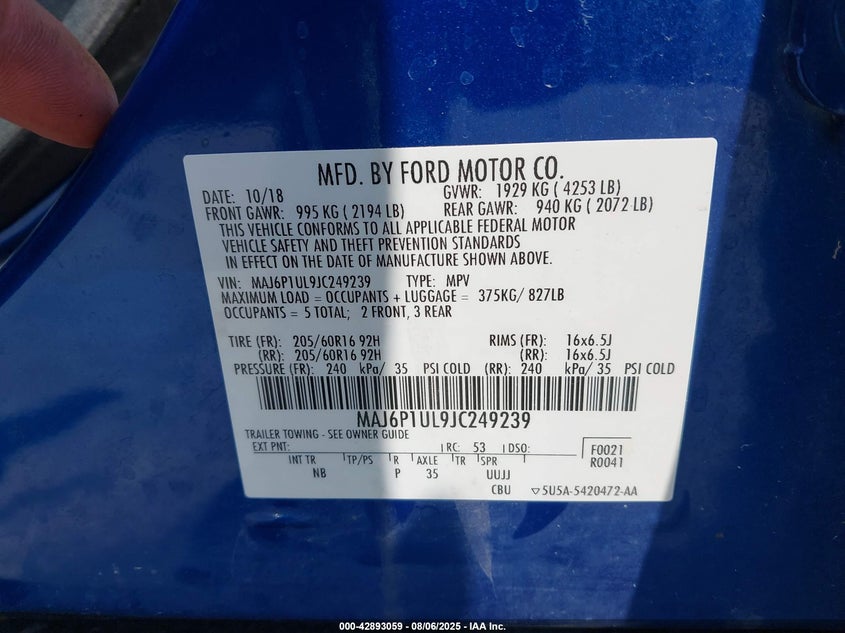 MFD. BY FORD MOTOR CO.
DATE: 10/18 GVWR: 1929 KG ( 4253 LB)
FRONT GAWR: 995 KG ( 2194 LB) REAR GAWR: 940 KG ( 2072 LB)
THIS VEHICLE CONFORMS TO ALL APPLICABLE FEDERAL MOTOR
VEHICLE SAFETY AND THEFT PREVENTION STANDARDS
IN EFFECT ON THE DATE OF MANUFACTURE SHOWN ABOVE.
VIN: MAJ6P1UL9JC249239 TYPE: MPV
MAXIMUM LOAD = OCCUPANTS + LUGGAGE = 375KG/ 827LB
OCCUPANTS = 5 TOTAL; 2 FRONT, 3 REAR
TIRE (FR): 205/60R16 92H RIMS (FR): 16x6.5J
(RR): 205/60R16 92H (RR): 16x6.5J
PRESSURE (FR): 240 kPa/ 35 PSI COLD (RR): 240 kPa/ 35 PSI COLD
MAJ6P1UL9JC249239
TRAILER TOWING - SEE OWNER GUIDE
EXT PNT: RC: 53 DSO: F0021
INT TR TP/PS R AXLE TR SPR R0041
NB P 35 UUJJ
CBU ▽5U5A-5420472-AA
000-42893059 - 08/06/2025 - IAA Inc.